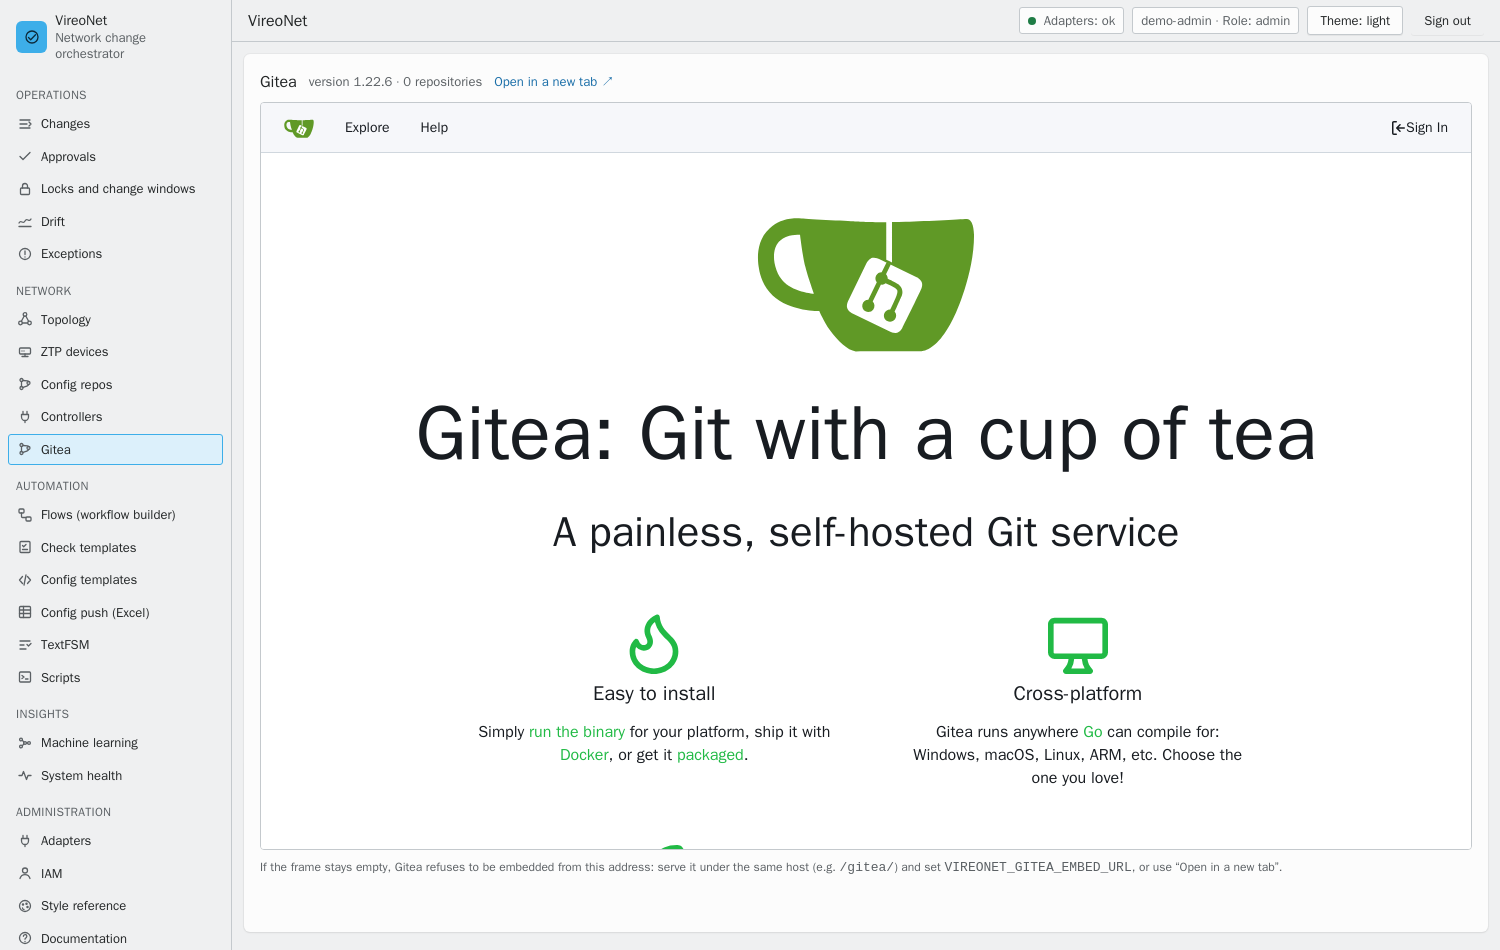 VireoNet
Network change
orchestrator
OPERATIONS
Changes
Approvals
Locks and change windows
Drift
Exceptions
NETWORK
Topology
ZTP devices
Config repos
Controllers
Gitea
AUTOMATION
Flows (workflow builder)
Check templates
Config templates
Config push (Excel)
TextFSM
Scripts
INSIGHTS
Machine learning
System health
ADMINISTRATION
Adapters
IAM
Style reference
Documentation
VireoNet
Adapters: ok
demo-admin · Role: admin
Theme: light
Sign out
Gitea version 1.22.6 · 0 repositories Open in a new tab ↗
Explore Help Sign In
Gitea: Git with a cup of tea
A painless, self-hosted Git service
Easy to install
Simply run the binary for your platform, ship it with
Docker, or get it packaged.
Cross-platform
Gitea runs anywhere Go can compile for:
Windows, macOS, Linux, ARM, etc. Choose the
one you love!
If the frame stays empty, Gitea refuses to be embedded from this address: serve it under the same host (e.g. /gitea/) and set VIREONET_GITEA_EMBED_URL, or use “Open in a new tab”.